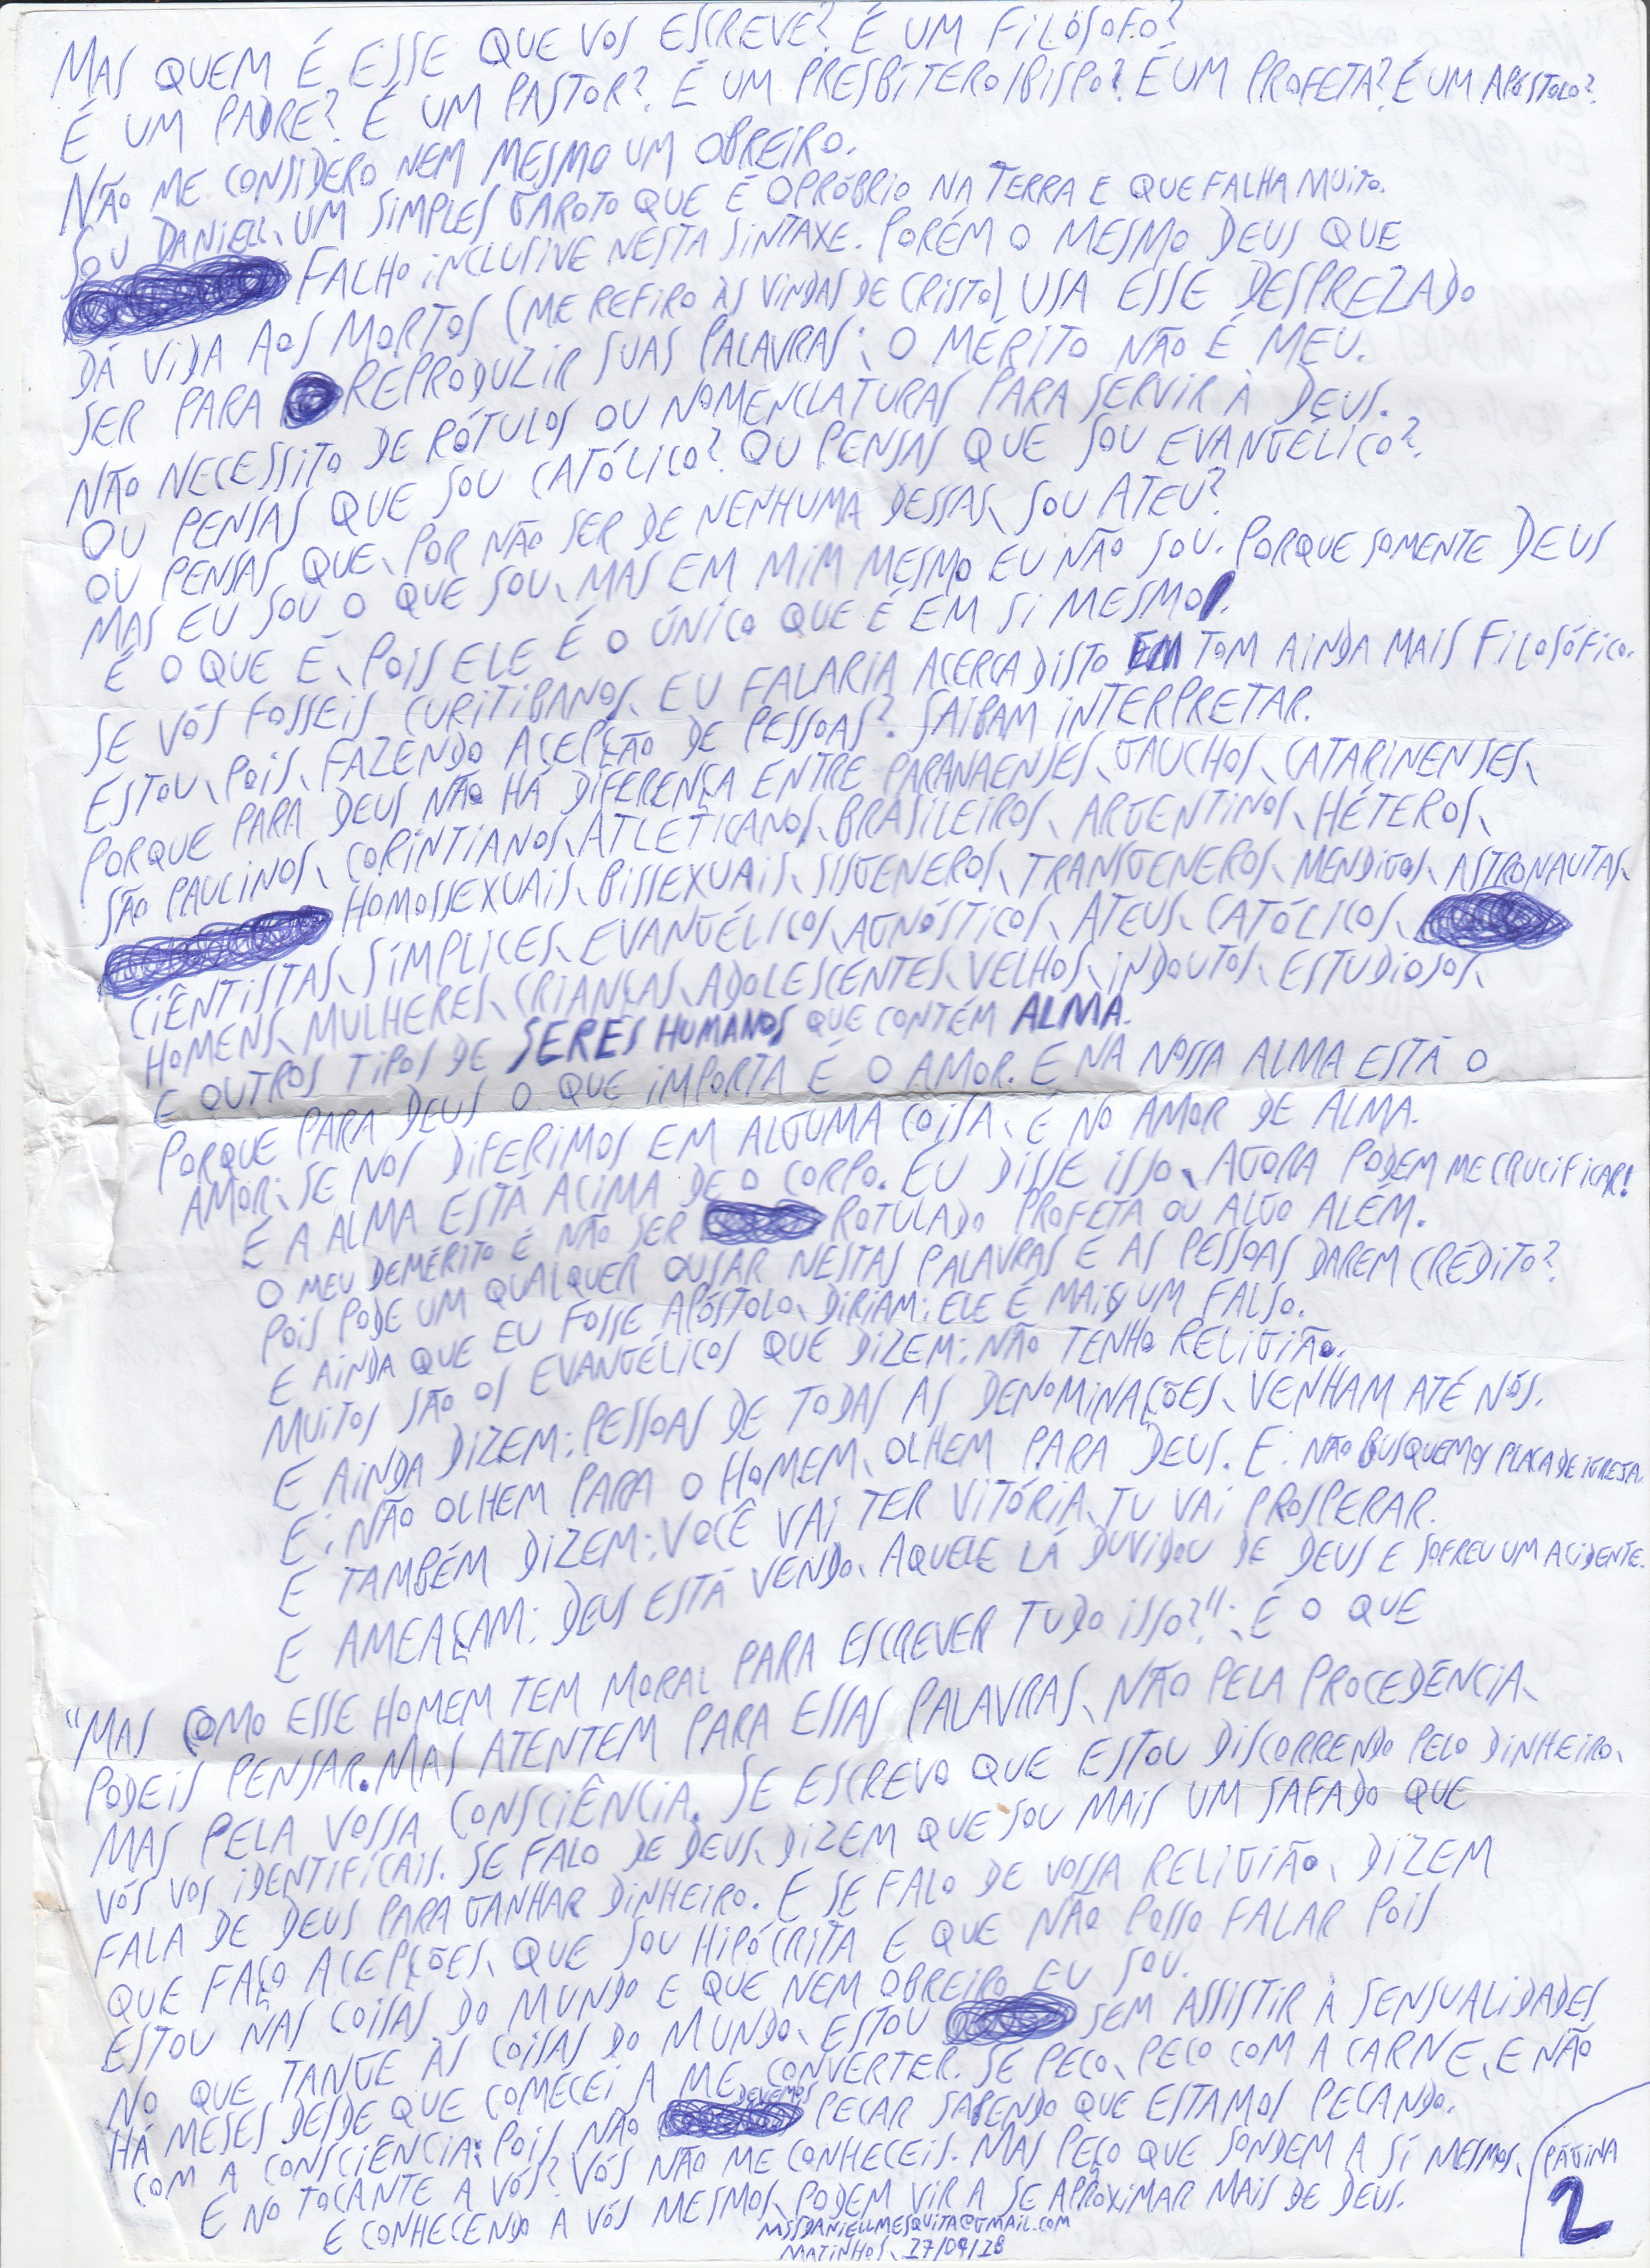 MAS QUEM É ESSE QUE VOS ESCREVE? É UM FILÓSOFO?
É UM PADRE? É UM PASTOR? É UM PRESBÍTERO/BISPO? É UM PROFETA? É UM APÓSTOLO?
NÃO ME CONSIDERO NEM MESMO UM OBREIRO.
SOU DANIELL, UM SIMPLES GAROTO QUE É OPRÓBRIO NA TERRA E QUE FALHA MUITO.
FALHO INCLUSIVE NESTA SINTAXE. PORÉM O MESMO DEUS QUE
DÁ VIDA AOS MORTOS (ME REFIRO ÀS VINDAS DE CRISTO) USA ESSE DESPREZADO
SER PARA REPRODUZIR SUAS PALAVRAS; O MÉRITO NÃO É MEU.
NÃO NECESSITO DE RÓTULOS OU NOMENCLATURAS PARA SERVIR À DEUS.
OU PENSAS QUE SOU CATÓLICO? OU PENSAS QUE SOU EVANGÉLICO?
OU PENSAS QUE, POR NÃO SER DE NENHUMA DESSAS, SOU ATEU?
MAS EU SOU O QUE SOU, MAS EM MIM MESMO EU NÃO SOU. PORQUE SOMENTE DEUS
É O QUE É, POIS ELE É O ÚNICO QUE É EM SI MESMO.
SE VÓS FOSSEIS CURITIBANOS, EU FALARIA ACERCA DISTO EM TOM AINDA MAIS FILOSÓFICO.
ESTOU, POIS, FAZENDO ACEPÇÃO DE PESSOAS? SAIBAM INTERPRETAR.
PORQUE PARA DEUS NÃO HÁ DIFERENÇA ENTRE PARANAENSES, GAUCHOS, CATARINENSES,
SÃO PAULINOS, CORINTIANOS, ATLETICANOS, BRASILEIROS, ARGENTINOS, HÉTEROS,
HOMOSSEXUAIS, BISSEXUAIS, SISGENEROS, TRANSGENEROS, MENDIGOS, ASTRONAUTAS,
CIÊNTISTAS, SÍMPLICES, EVANGÉLICOS, AGNÓSTICOS, ATEUS, CATÓLICOS,
HOMENS, MULHERES, CRIANÇAS, ADOLESCENTES, VELHOS, INDOUTOS, ESTUDIOSOS,
E OUTROS TIPOS DE SERES HUMANOS QUE CONTÉM ALMA.
PORQUE PARA DEUS O QUE IMPORTA É O AMOR. E NA NOSSA ALMA ESTÁ O
AMOR; SE NOS DIFERIMOS EM ALGUMA COISA, É NO AMOR DE ALMA.
E A ALMA ESTÁ ACIMA DE O CORPO. EU DISSE ISSO, AGORA PODEM ME CRUCIFICAR!
O MEU DEMÉRITO É NÃO SER ROTULADO PROFETA OU ALGO ALÉM.
POIS PODE UM QUALQUER OUSAR NESTAS PALAVRAS E AS PESSOAS DAREM CRÉDITO?
E AINDA QUE EU FOSSE APÓSTOLO, DIRIAM: ELE É MAIS UM FALSO.
MUITOS SÃO OS EVANGÉLICOS QUE DIZEM: NÃO TENHO RELIGIÃO.
E AINDA DIZEM: PESSOAS DE TODAS AS DENOMINAÇÕES, VENHAM ATÉ NÓS.
E: NÃO OLHEM PARA O HOMEM, OLHEM PARA DEUS. E: NÃO BUSQUEMOS PLACA DE IGREJA.
E TAMBÉM DIZEM: VOCÊ VAI TER VITÓRIA, TU VAI PROSPERAR.
E AMEAÇAM: DEUS ESTÁ VENDO, AQUELE LÁ DUVIDOU DE DEUS E SOFREU UM ACIDENTE.
"MAS COMO ESSE HOMEM TEM MORAL PARA ESCREVER TUDO ISSO?"; É O QUE
PODEIS PENSAR. MAS ATENTEM PARA ESSAS PALAVRAS, NÃO PELA PROCEDÊNCIA,
MAS PELA VOSSA CONSCIÊNCIA. SE ESCREVO QUE ESTOU DISCORRENDO PELO DINHEIRO,
VÓS VOS IDENTIFICAIS. SE FALO DE DEUS, DIZEM QUE SOU MAIS UM SAFADO QUE
FALA DE DEUS PARA GANHAR DINHEIRO. E SE FALO DE VOSSA RELIGIÃO, DIZEM
QUE FAÇO ACEPÇÕES, QUE SOU HIPÓCRITA E QUE NÃO POSSO FALAR POIS
ESTOU NAS COISAS DO MUNDO E QUE NEM OBREIRO EU SOU.
NO QUE TANGE ÀS COISAS DO MUNDO, ESTOU SEM ASSISTIR À SENSUALIDADES
HÁ MESES DESDE QUE COMECEI A ME CONVERTER. SE PECO, PECO COM A CARNE, E NÃO
COM A CONSCIÊNCIA; POIS NÃO DEVEMOS PECAR SABENDO QUE ESTAMOS PECANDO.
E NO TOCANTE A VÓS? VÓS NÃO ME CONHECEIS. MAS PEÇO QUE SONDEM A SÍ MESMOS,
E CONHECENDO A VÓS MESMOS, PODEM VIR A SE APRÓXIMAR MAIS DE DEUS.
MSSDANIELLMESQUITA@GMAIL.COM
MATINHOS, 27/04/18
PÁGINA
2